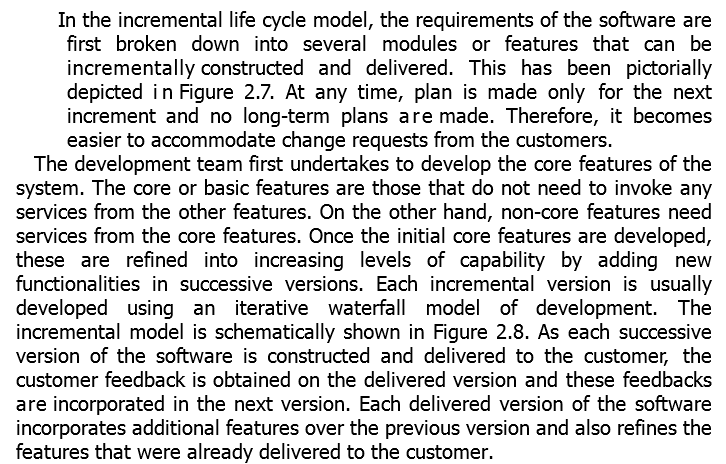 In the incremental life cycle model, the requirements of the software are
first broken down into several modules or features that can be
incrementally constructed and delivered. This has been pictorially
depicted in Figure 2.7. At any time, plan is made only for the next
increment and no long-term plans are made. Therefore, it becomes
easier to accommodate change requests from the customers.
The development team first undertakes to develop the core features of the
system. The core or basic features are those that do not need to invoke any
services from the other features. On the other hand, non-core features need
services from the core features. Once the initial core features are developed,
these are refined into increasing levels of capability by adding new
functionalities in successive versions. Each incremental version is usually
developed using an iterative waterfall model of development. The
incremental model is schematically shown in Figure 2.8. As each successive
version of the software is constructed and delivered to the customer, the
customer feedback is obtained on the delivered version and these feedbacks
are incorporated in the next version. Each delivered version of the software
incorporates additional features over the previous version and also refines the
features that were already delivered to the customer.